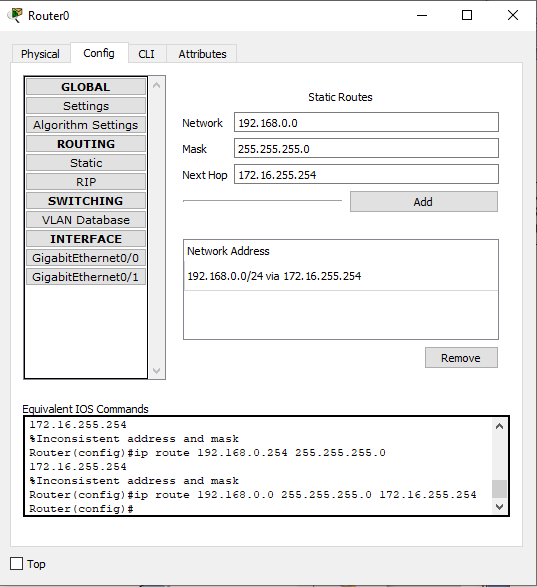 Router0
Physical Config CLI Attributes
GLOBAL
Settings
Algorithm Settings
ROUTING
Static
RIP
SWITCHING
VLAN Database
INTERFACE
GigabitEthernet0/0
GigabitEthernet0/1
Static Routes
Network 192.168.0.0
Mask 255.255.255.0
Next Hop 172.16.255.254
Add
Network Address
192.168.0.0/24 via 172.16.255.254
Remove
Equivalent IOS Commands
172.16.255.254
%Inconsistent address and mask
Router(config)#ip route 192.168.0.254 255.255.255.0
172.16.255.254
%Inconsistent address and mask
Router(config)#ip route 192.168.0.0 255.255.255.0 172.16.255.254
Router(config)#
Top